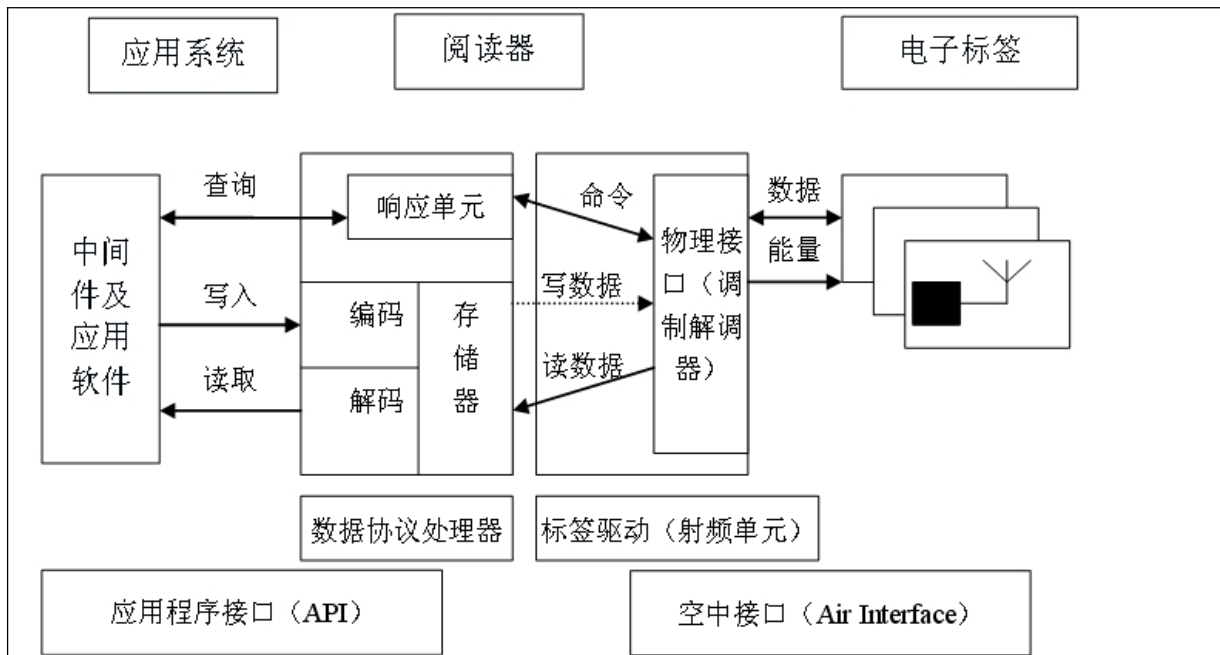 应用系统
阅读器
电子标签
查询
响应单元
命令
数据
中间
件及
应用
软件
物理接
口（调
制解调
器）
能量
写入
编码
存
储
器
写数据
读取
解码
读数据
数据协议处理器
标签驱动（射频单元）
应用程序接口（API）
空中接口（Air Interface）